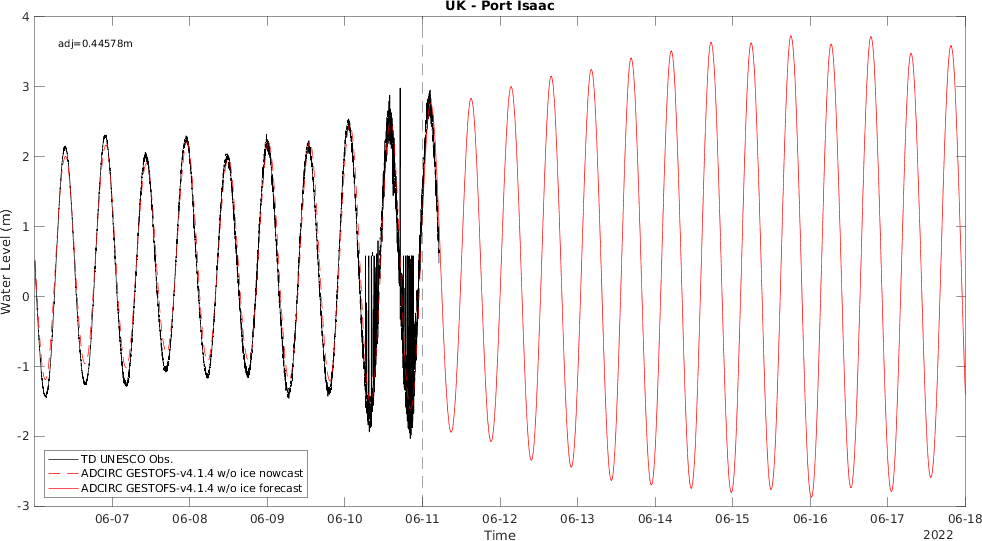 UK - Port Isaac
adj=0.44578m
Water Level (m)
4
3
2
1
0
-1
-2
-3
TD UNESCO Obs.
ADCIRC GESTOFS-v4.1.4 w/o ice nowcast
ADCIRC GESTOFS-v4.1.4 w/o ice forecast
06-07 06-08 06-09 06-10 06-11 06-12 06-13 06-14 06-15 06-16 06-17 06-18
Time
2022